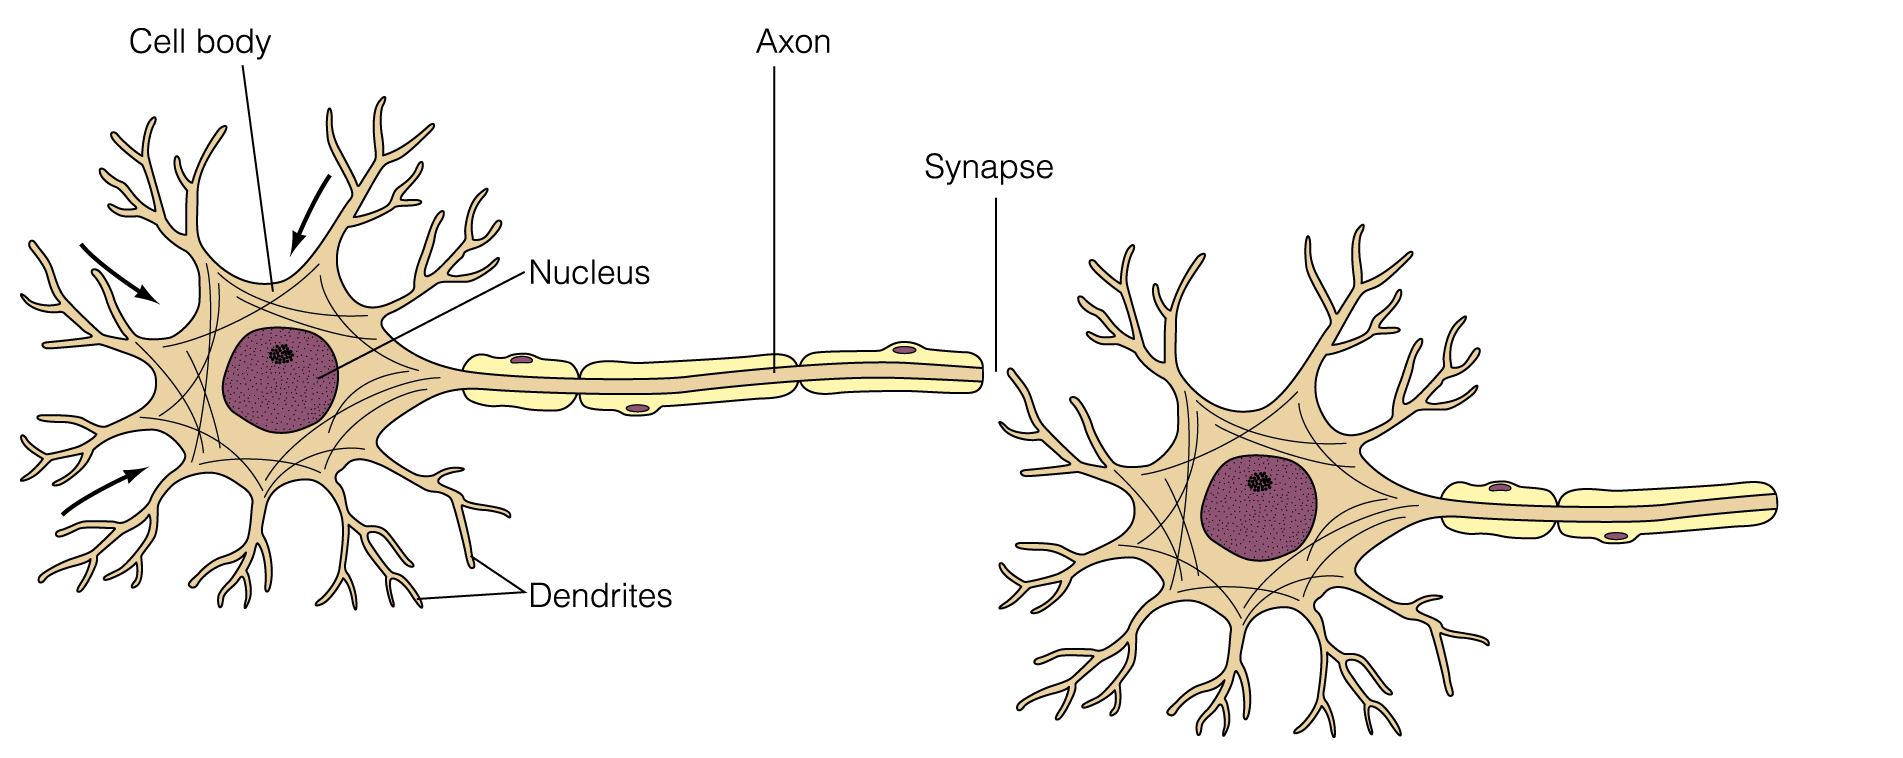 Cell body
Axon
Synapse
Nucleus
Dendrites